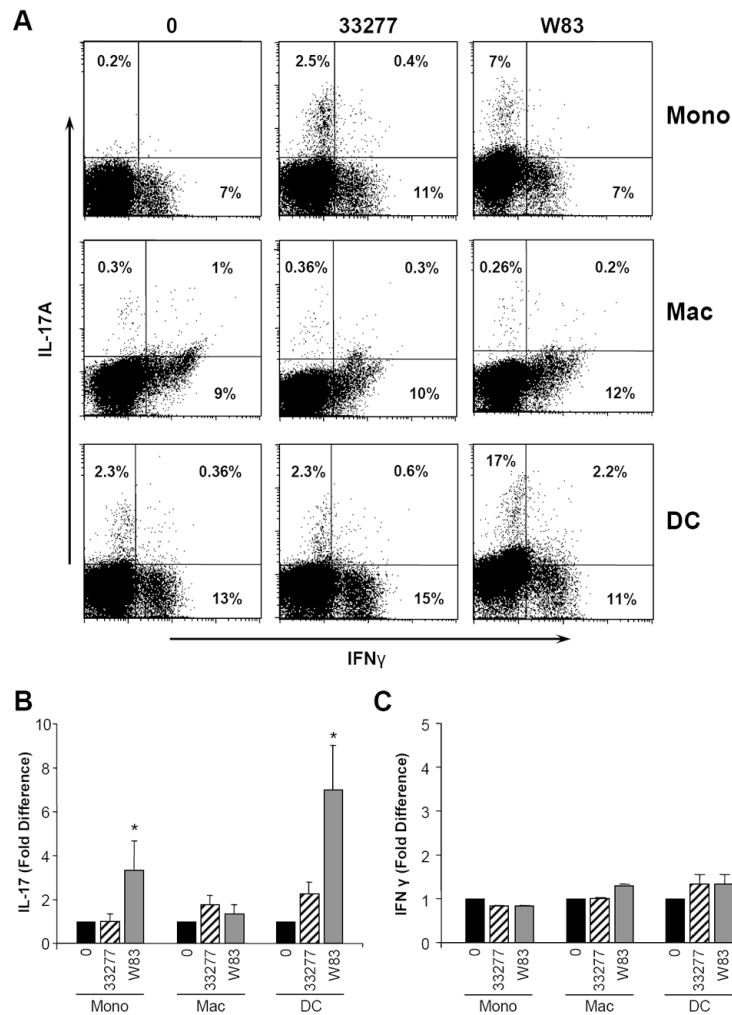 A
0 33277 W83
0.2% 2.5% 0.4% 7%
Mono
7% 11% 7%
0.3% 1% 0.36% 0.3% 0.26% 0.2%
Mac
9% 10% 12%
IL-17A
2.3% 0.36% 2.3% 0.6% 17% 2.2%
DC
13% 15% 11%
IFNγ
B
10
8
6
4
2
0
IL-17 (Fold Difference)
*
*
0 33277 W83 0 33277 W83 0 33277 W83
Mono Mac DC
C
5
4
3
2
1
0
IFN γ (Fold Difference)
0 33277 W83 0 33277 W83 0 33277 W83
Mono Mac DC